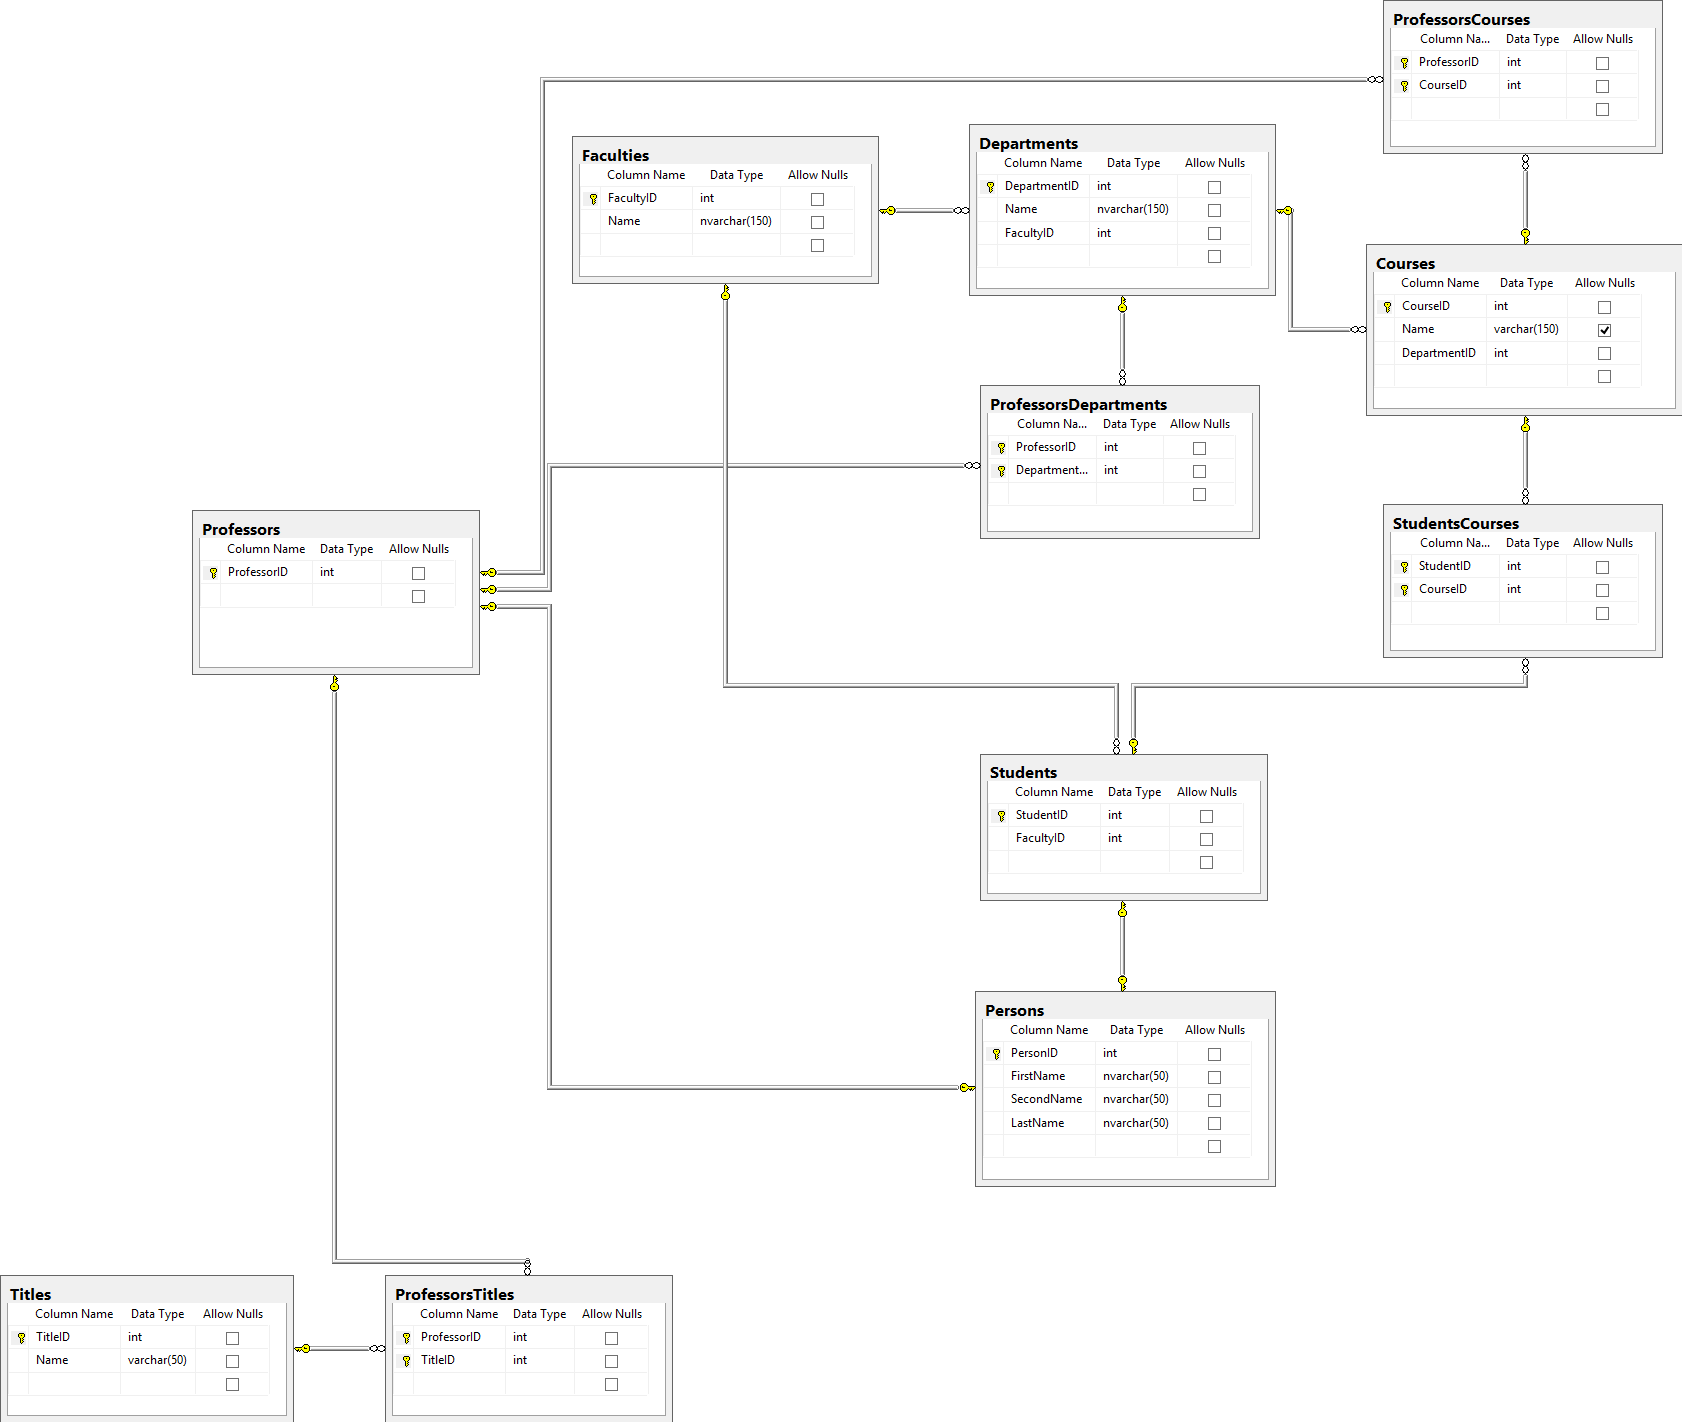 ProfessorsCourses
Column Na... Data Type Allow Nulls
ProfessorID int
CourseID int
Faculties
Column Name Data Type Allow Nulls
FacultyID int
Name nvarchar(150)
Departments
Column Name Data Type Allow Nulls
DepartmentID int
Name nvarchar(150)
FacultyID int
Courses
Column Name Data Type Allow Nulls
CourseID int
Name varchar(150)
DepartmentID int
ProfessorsDepartments
Column Na... Data Type Allow Nulls
ProfessorID int
Department... int
Professors
Column Name Data Type Allow Nulls
ProfessorID int
StudentsCourses
Column Na... Data Type Allow Nulls
StudentID int
CourseID int
Students
Column Name Data Type Allow Nulls
StudentID int
FacultyID int
Persons
Column Name Data Type Allow Nulls
PersonID int
FirstName nvarchar(50)
SecondName nvarchar(50)
LastName nvarchar(50)
Titles
Column Name Data Type Allow Nulls
TitleID int
Name varchar(50)
ProfessorsTitles
Column Name Data Type Allow Nulls
ProfessorID int
TitleID int